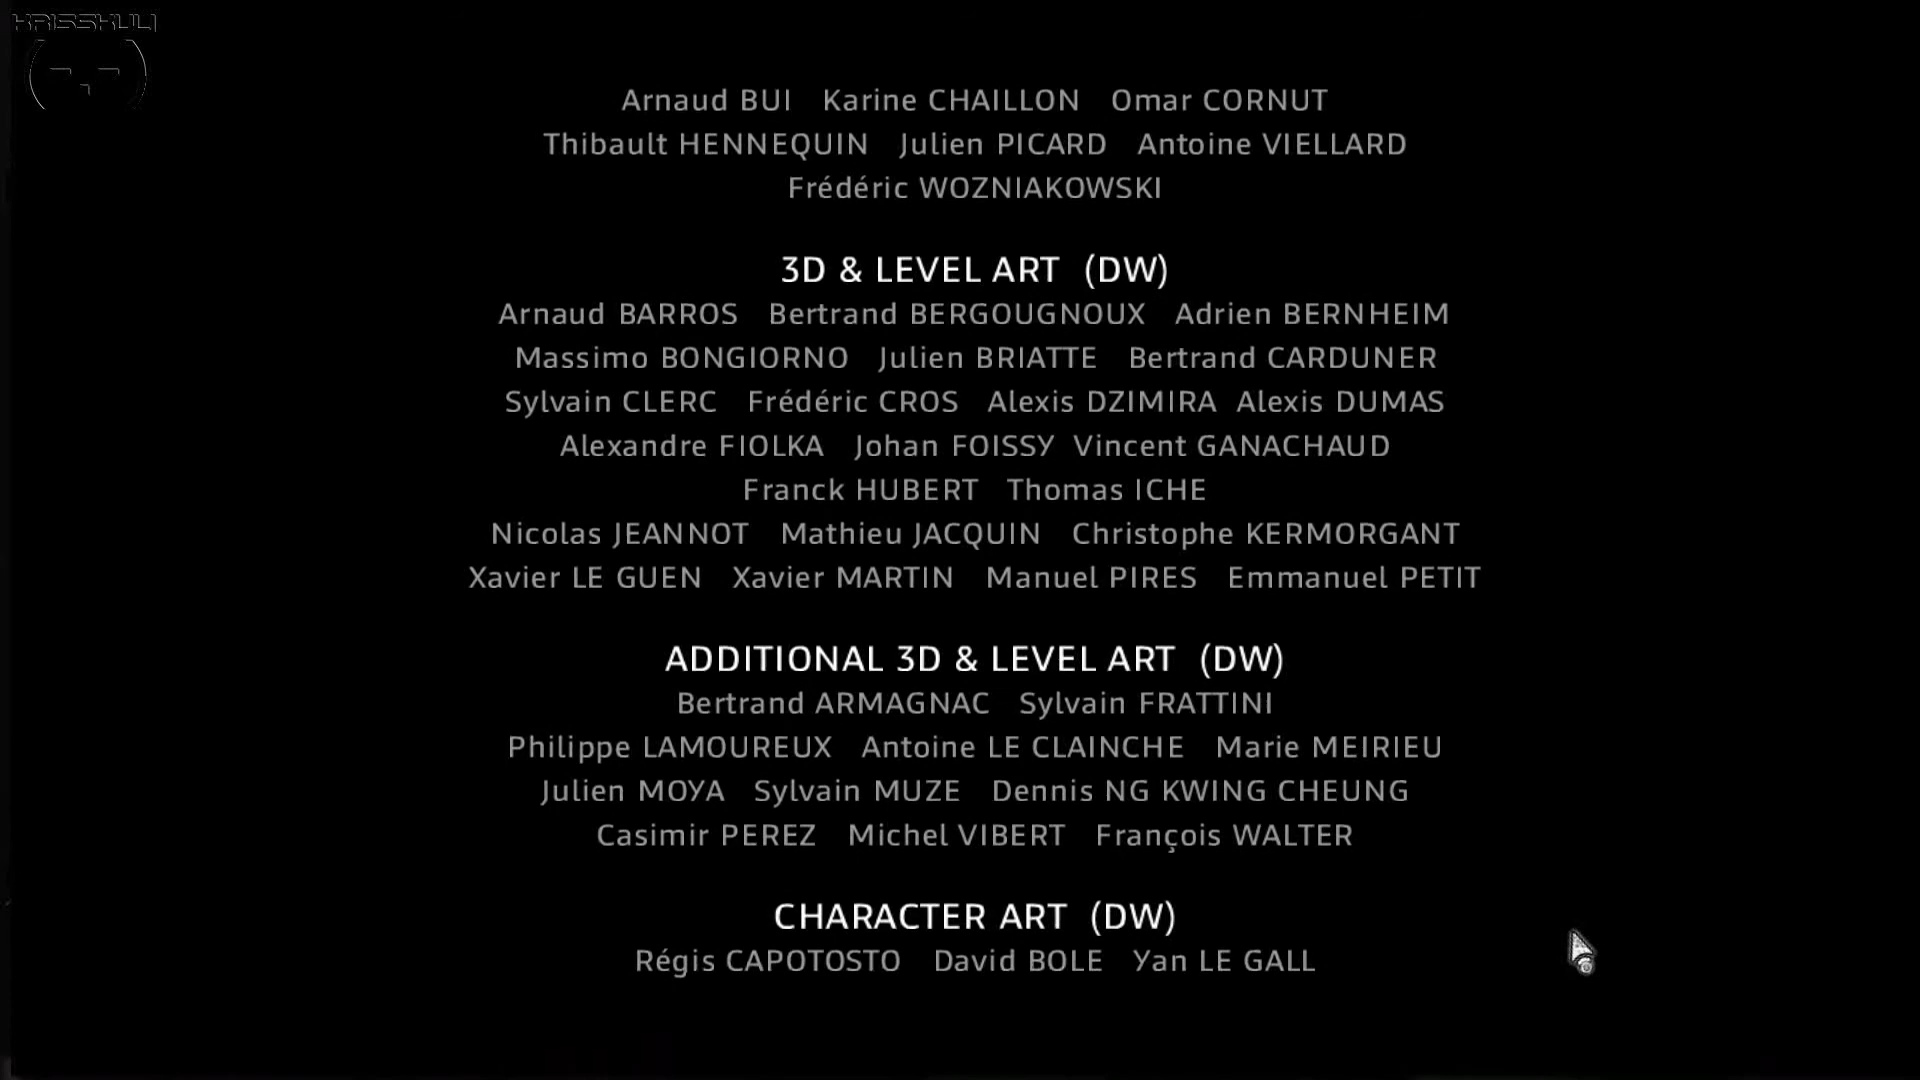 KRISSKULI
Arnaud BUI Karine CHAILLON Omar CORNUT
Thibault HENNEQUIN Julien PICARD Antoine VIELLARD
Frédéric WOZNIAKOWSKI
3D & LEVEL ART (DW)
Arnaud BARROS Bertrand BERGOUGNOUX Adrien BERNHEIM
Massimo BONGIORNO Julien BRIATTE Bertrand CARDUNER
Sylvain CLERC Frédéric CROS Alexis DZIMIRA Alexis DUMAS
Alexandre FIOLKA Johan FOISSY Vincent GANACHAUD
Franck HUBERT Thomas ICHE
Nicolas JEANNOT Mathieu JACQUIN Christophe KERMORGANT
Xavier LE GUEN Xavier MARTIN Manuel PIRES Emmanuel PETIT
ADDITIONAL 3D & LEVEL ART (DW)
Bertrand ARMAGNAC Sylvain FRATTINI
Philippe LAMOUREUX Antoine LE CLAINCHE Marie MEIRIEU
Julien MOYA Sylvain MUZE Dennis NG KWING CHEUNG
Casimir PEREZ Michel VIBERT François WALTER
CHARACTER ART (DW)
Régis CAPOTOSTO David BOLE Yan LE GALL